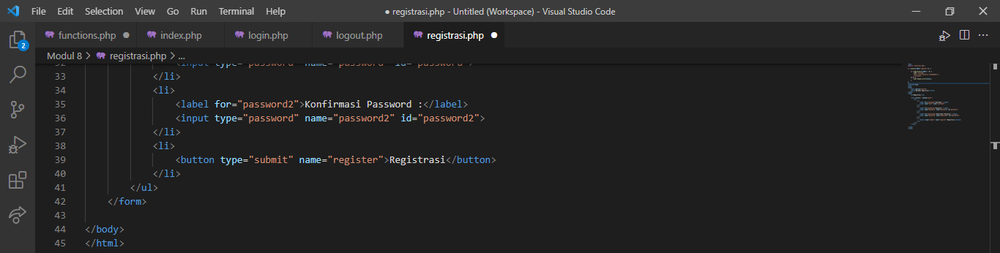 File Edit Selection View Go Run Terminal Help ● registrasi.php - Untitled (Workspace) - Visual Studio Code
functions.php index.php login.php logout.php registrasi.php
Modul 8 > registrasi.php > ...
2
32 <input type="password" name="password" id="password">
33 </li>
34 <li>
35 <label for="password2">Konfirmasi Password :</label>
36 <input type="password" name="password2" id="password2">
37 </li>
38 <li>
39 <button type="submit" name="register">Registrasi</button>
40 </li>
41 </ul>
42 </form>
43
44 </body>
45 </html>